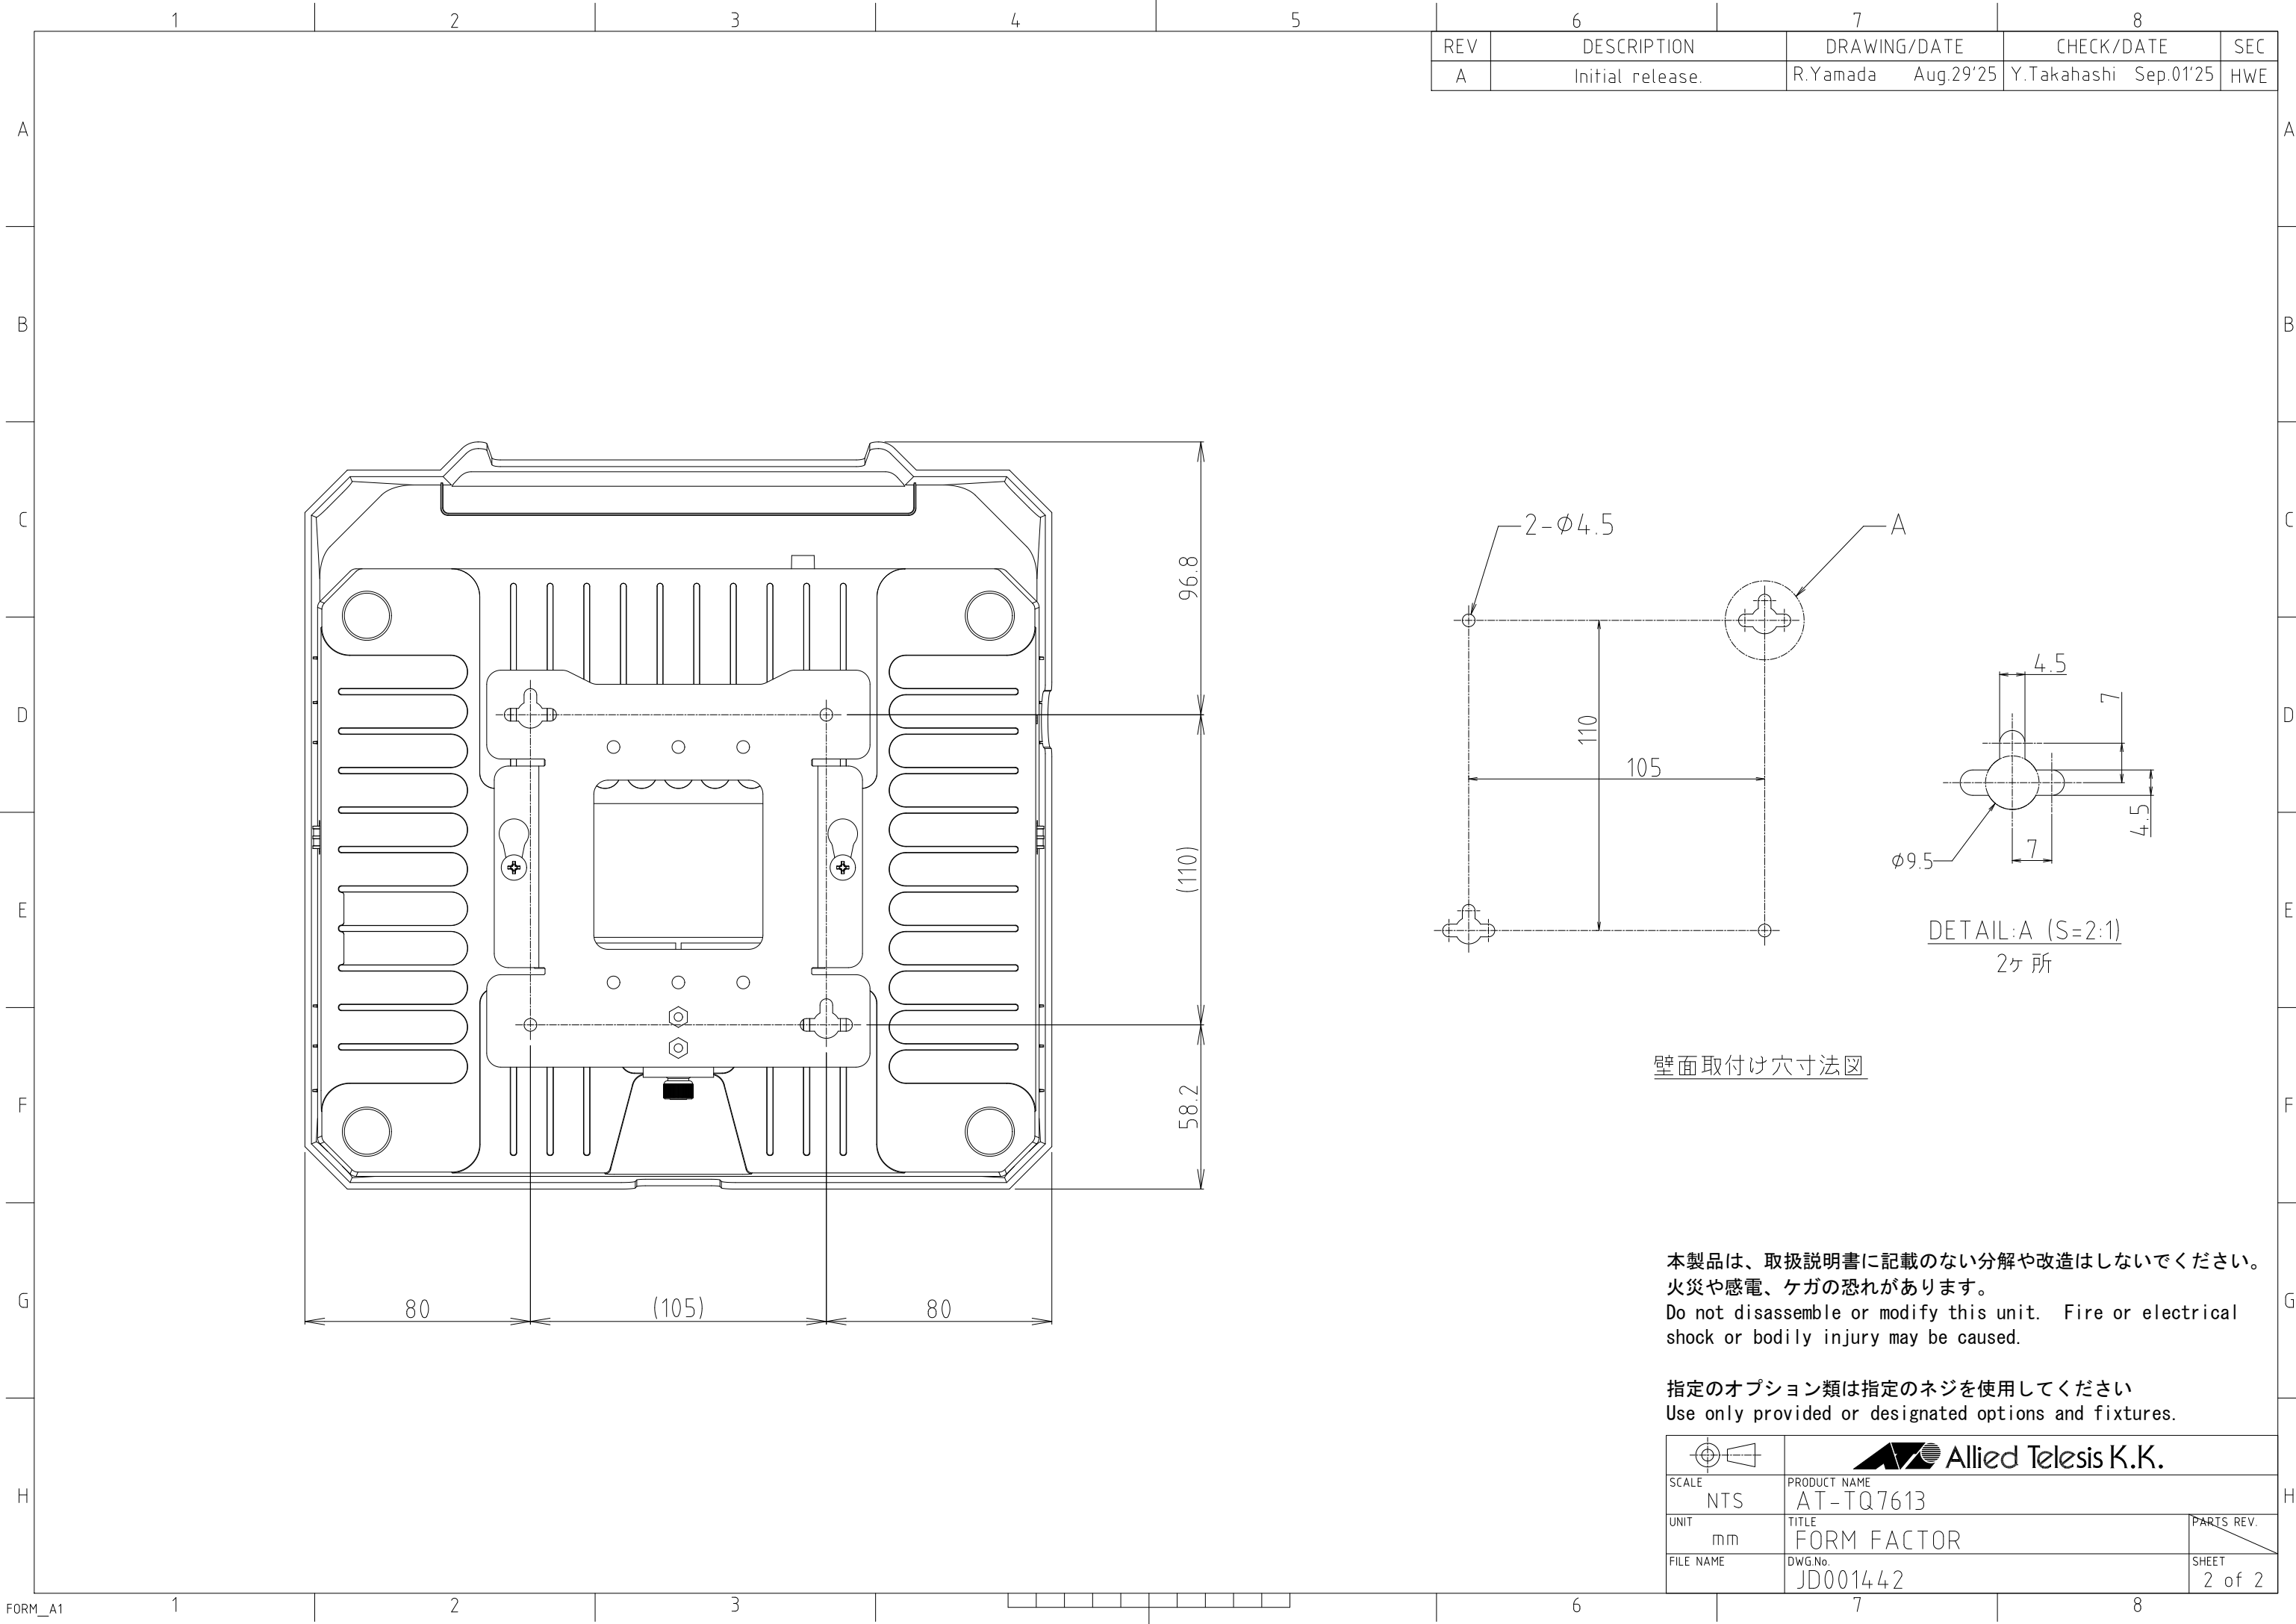 1 2 3 4 5 6 7 8
REV DESCRIPTION DRAWING/DATE CHECK/DATE SEC
A Initial release. R.Yamada Aug.29'25 Y.Takahashi Sep.01'25 HWE
A A
B B
C C
D D
E E
F F
G G
H H
96.8
(110)
58.2
80 (105) 80
2-Ø4.5
A
110
105
4.5
7
4.5
7
Ø9.5
DETAIL:A (S=2:1)
2ヶ所
壁面取付け穴寸法図
本製品は、取扱説明書に記載のない分解や改造はしないでください。
火災や感電、ケガの恐れがあります。
Do not disassemble or modify this unit. Fire or electrical
shock or bodily injury may be caused.
指定のオプション類は指定のネジを使用してください
Use only provided or designated options and fixtures.
Allied Telesis K.K.
SCALE PRODUCT NAME
NTS AT-TQ7613
UNIT TITLE PARTS REV.
mm FORM FACTOR
FILE NAME DWG.No. SHEET
JD001442 2 of 2
FORM_A1 1 2 3 6 7 8